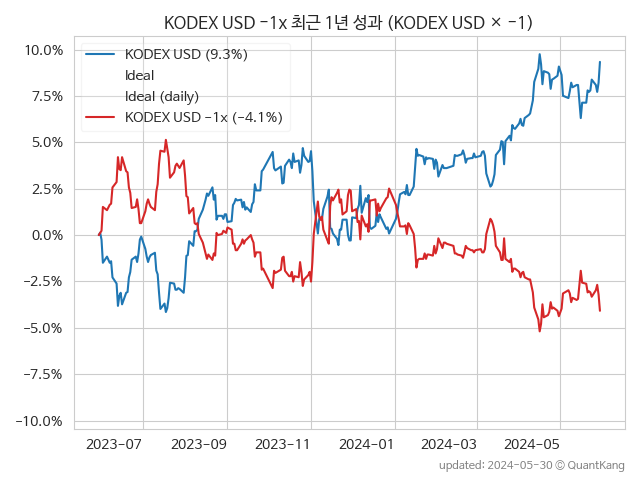 KODEX USD −1x 최근 1년 성과 (KODEX USD × −1)
10.0%
7.5%
5.0%
2.5%
0.0%
−2.5%
−5.0%
−7.5%
−10.0%
KODEX USD (9.3%)
Ideal
Ideal (daily)
KODEX USD −1x (−4.1%)
2023-07 2023-09 2023-11 2024-01 2024-03 2024-05
updated: 2024-05-30 ⓒ QuantKang